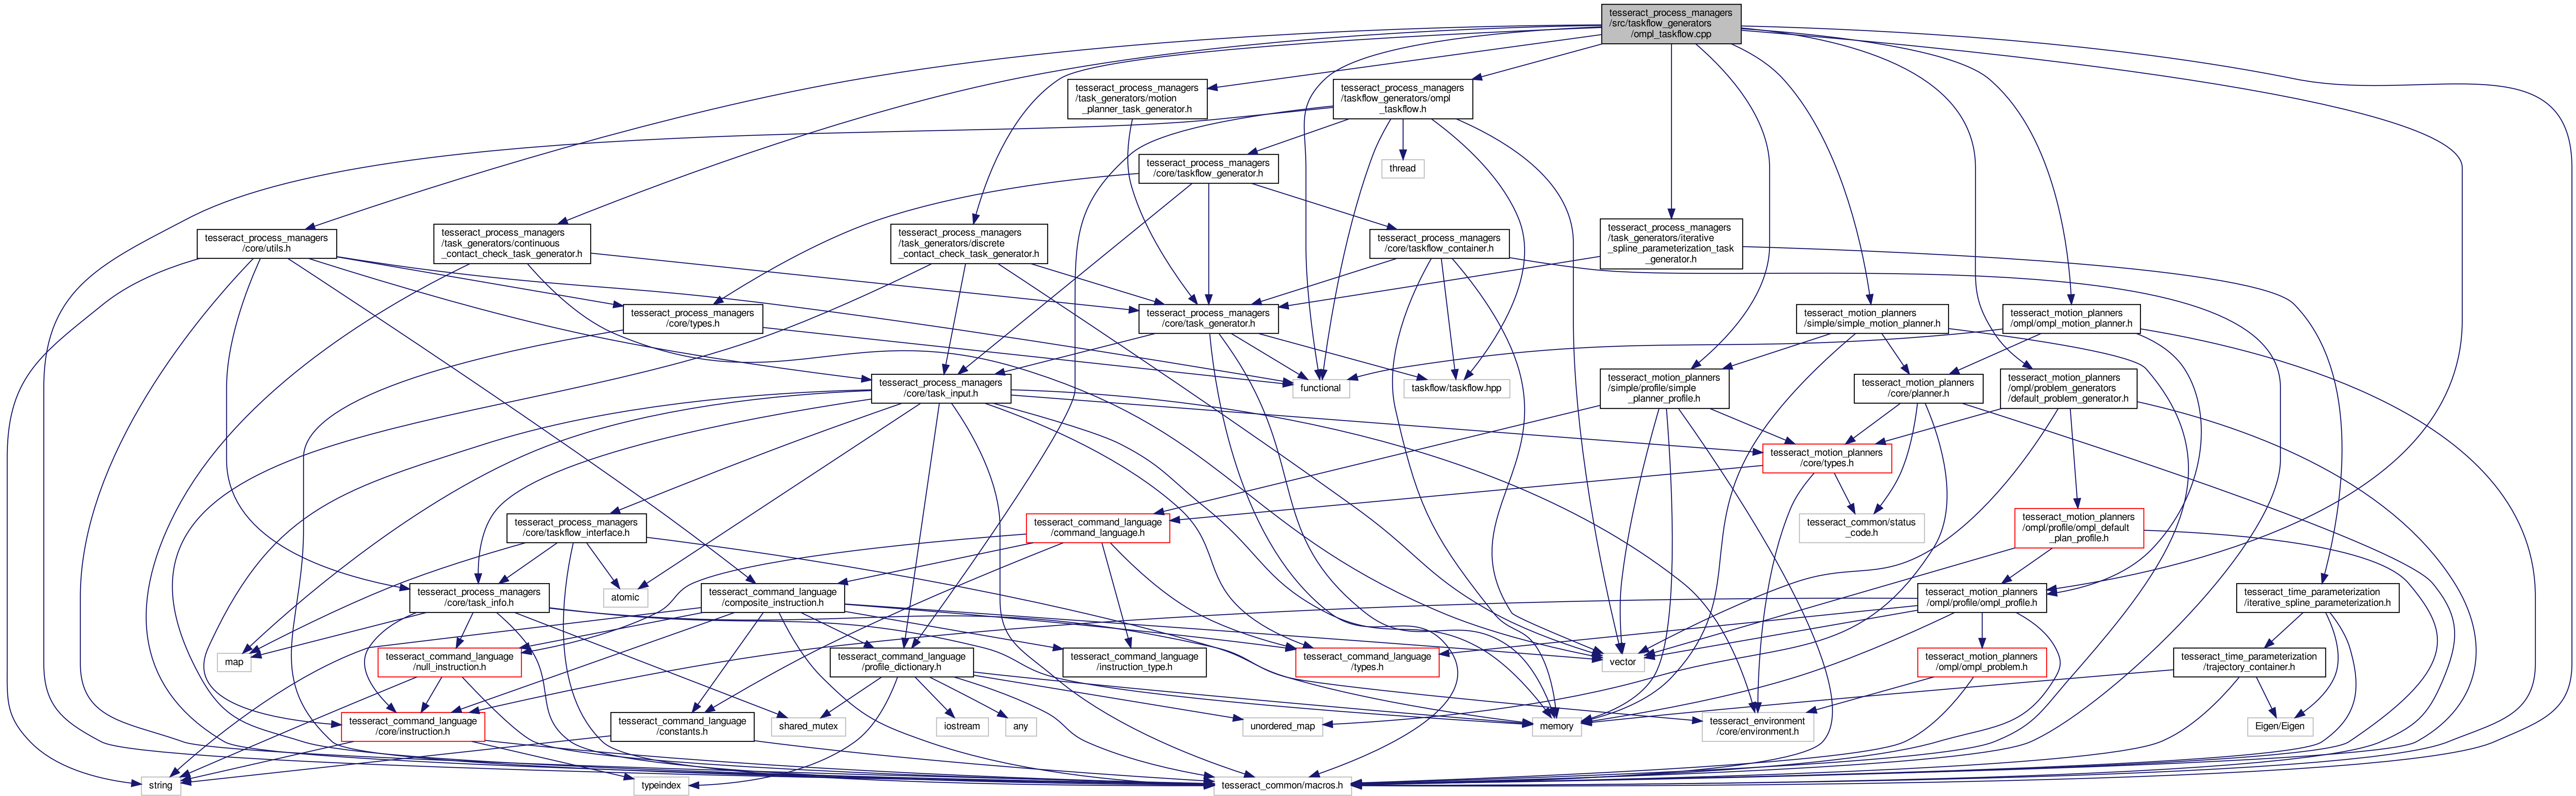 tesseract_process_managers
/src/taskflow_generators
/ompl_taskflow.cpp
tesseract_process_managers
/task_generators/motion
_planner_task_generator.h
tesseract_process_managers
/taskflow_generators/ompl
_taskflow.h
tesseract_process_managers
/core/taskflow_generator.h
thread
tesseract_process_managers
/core/utils.h
tesseract_process_managers
/task_generators/continuous
_contact_check_task_generator.h
tesseract_process_managers
/task_generators/discrete
_contact_check_task_generator.h
tesseract_process_managers
/core/taskflow_container.h
tesseract_process_managers
/task_generators/iterative
_spline_parameterization_task
_generator.h
tesseract_process_managers
/core/types.h
tesseract_process_managers
/core/task_generator.h
tesseract_motion_planners
/simple/simple_motion_planner.h
tesseract_motion_planners
/ompl/ompl_motion_planner.h
tesseract_process_managers
/core/task_input.h
functional
taskflow/taskflow.hpp
tesseract_motion_planners
/simple/profile/simple
_planner_profile.h
tesseract_motion_planners
/core/planner.h
tesseract_motion_planners
/ompl/problem_generators
/default_problem_generator.h
tesseract_motion_planners
/core/types.h
tesseract_process_managers
/core/taskflow_interface.h
tesseract_command_language
/command_language.h
tesseract_common/status
_code.h
tesseract_motion_planners
/ompl/profile/ompl_default
_plan_profile.h
tesseract_process_managers
/core/task_info.h
atomic
tesseract_command_language
/composite_instruction.h
tesseract_motion_planners
/ompl/profile/ompl_profile.h
tesseract_time_parameterization
/iterative_spline_parameterization.h
map
tesseract_command_language
/null_instruction.h
tesseract_command_language
/profile_dictionary.h
tesseract_command_language
/instruction_type.h
tesseract_command_language
/types.h
vector
tesseract_motion_planners
/ompl/ompl_problem.h
tesseract_time_parameterization
/trajectory_container.h
tesseract_command_language
/core/instruction.h
tesseract_command_language
/constants.h
shared_mutex
iostream
any
unordered_map
memory
tesseract_environment
/core/environment.h
Eigen/Eigen
string
typeindex
tesseract_common/macros.h